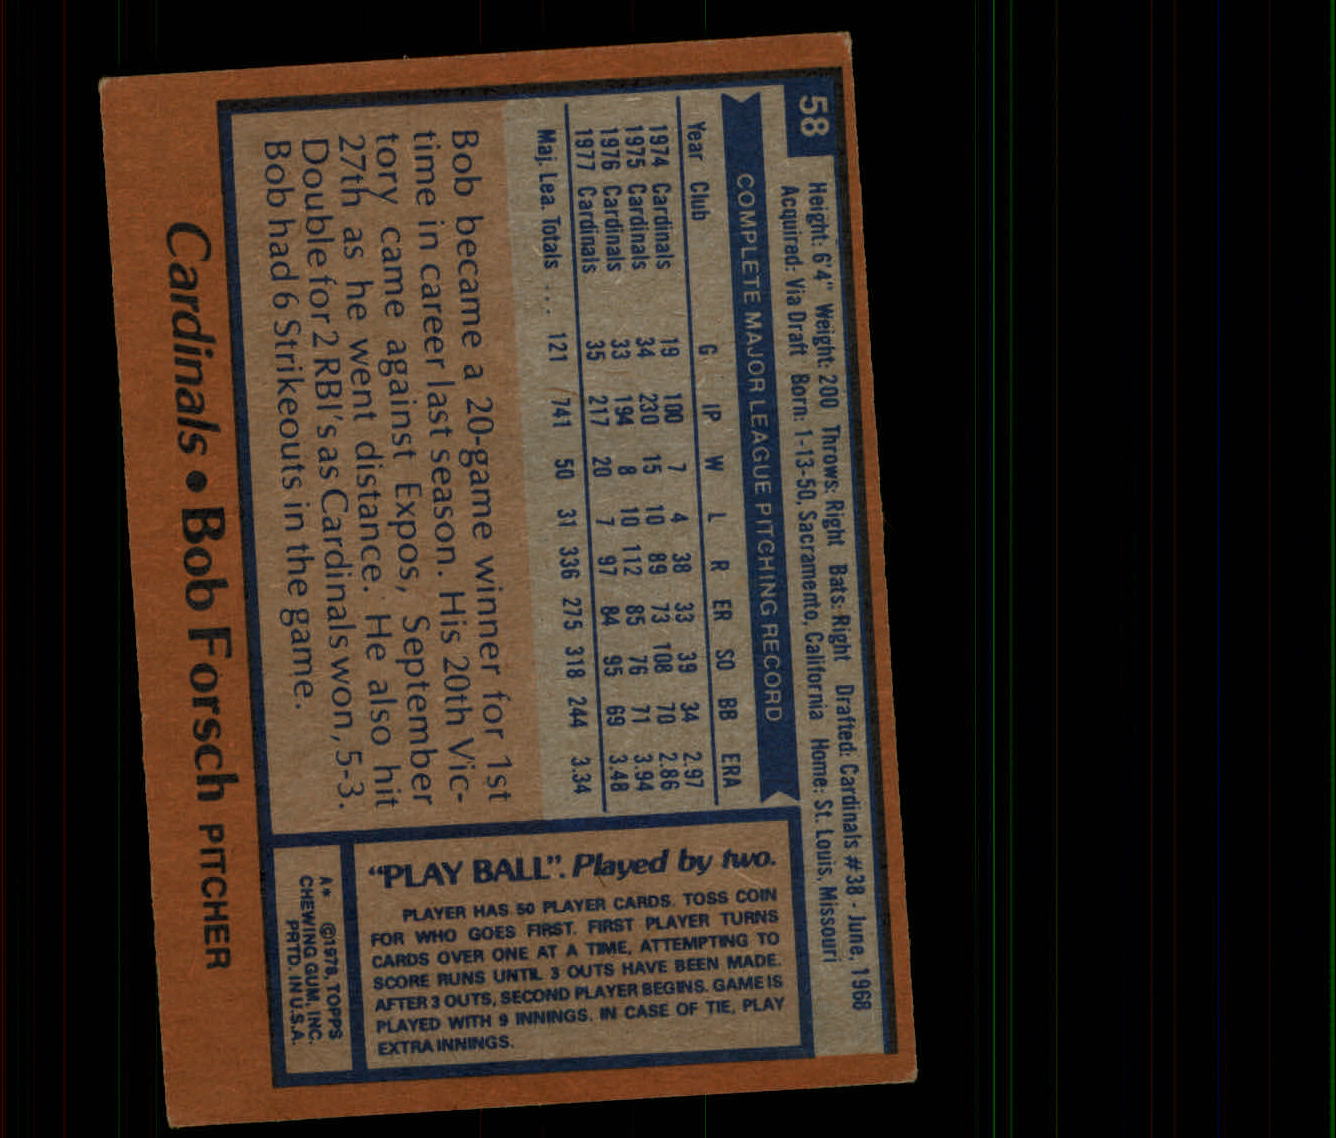 58
Height: 6'4" Weight: 200 Throws: Right Bats: Right Drafted: Cardinals #38 - June, 1968
Acquired: Via Draft Born: 1-13-50, Sacramento, California Home: St. Louis, Missouri
COMPLETE MAJOR LEAGUE PITCHING RECORD
Year Club G IP W L R ER SO BB ERA
1974 Cardinals 19 100 7 4 38 33 39 34 2.97
1975 Cardinals 34 230 15 10 89 73 108 70 2.86
1976 Cardinals 33 194 8 10 112 85 76 71 3.94
1977 Cardinals 35 217 20 7 97 84 95 69 3.48
Maj. Lea. Totals ... 121 741 50 31 336 275 318 244 3.34
Bob became a 20-game winner for 1st
time in career last season. His 20th Vic-
tory came against Expos, September
27th as he went distance. He also hit
Double for 2 RBI's as Cardinals won, 5-3.
Bob had 6 Strikeouts in the game.
"PLAY BALL". Played by two.
PLAYER HAS 50 PLAYER CARDS. TOSS COIN
FOR WHO GOES FIRST. FIRST PLAYER TURNS
CARDS OVER ONE AT A TIME, ATTEMPTING TO
SCORE RUNS UNTIL 3 OUTS HAVE BEEN MADE.
AFTER 3 OUTS, SECOND PLAYER BEGINS. GAME IS
PLAYED WITH 9 INNINGS. IN CASE OF TIE, PLAY
EXTRA INNINGS.
A* ©1978, TOPPS
CHEWING GUM, INC.
PRTD. IN U.S.A.
Cardinals • Bob Forsch PITCHER